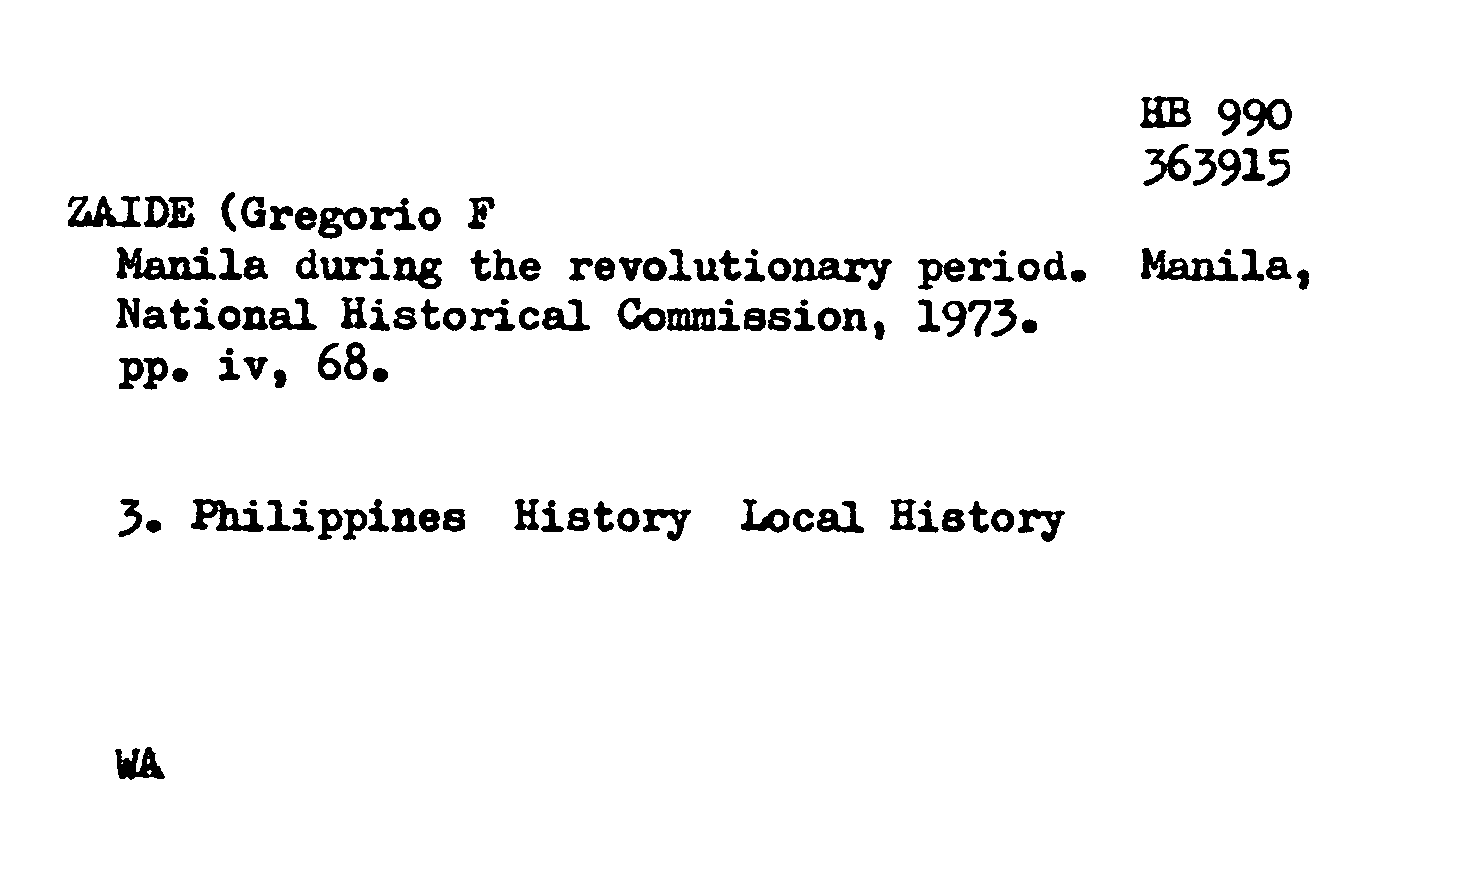 HB 990
363915
ZAIDE (Gregorio F
Manila during the revolutionary period. Manila,
National Historical Commission, 1973.
pp. iv, 68.
3. Philippines History Local History
WA